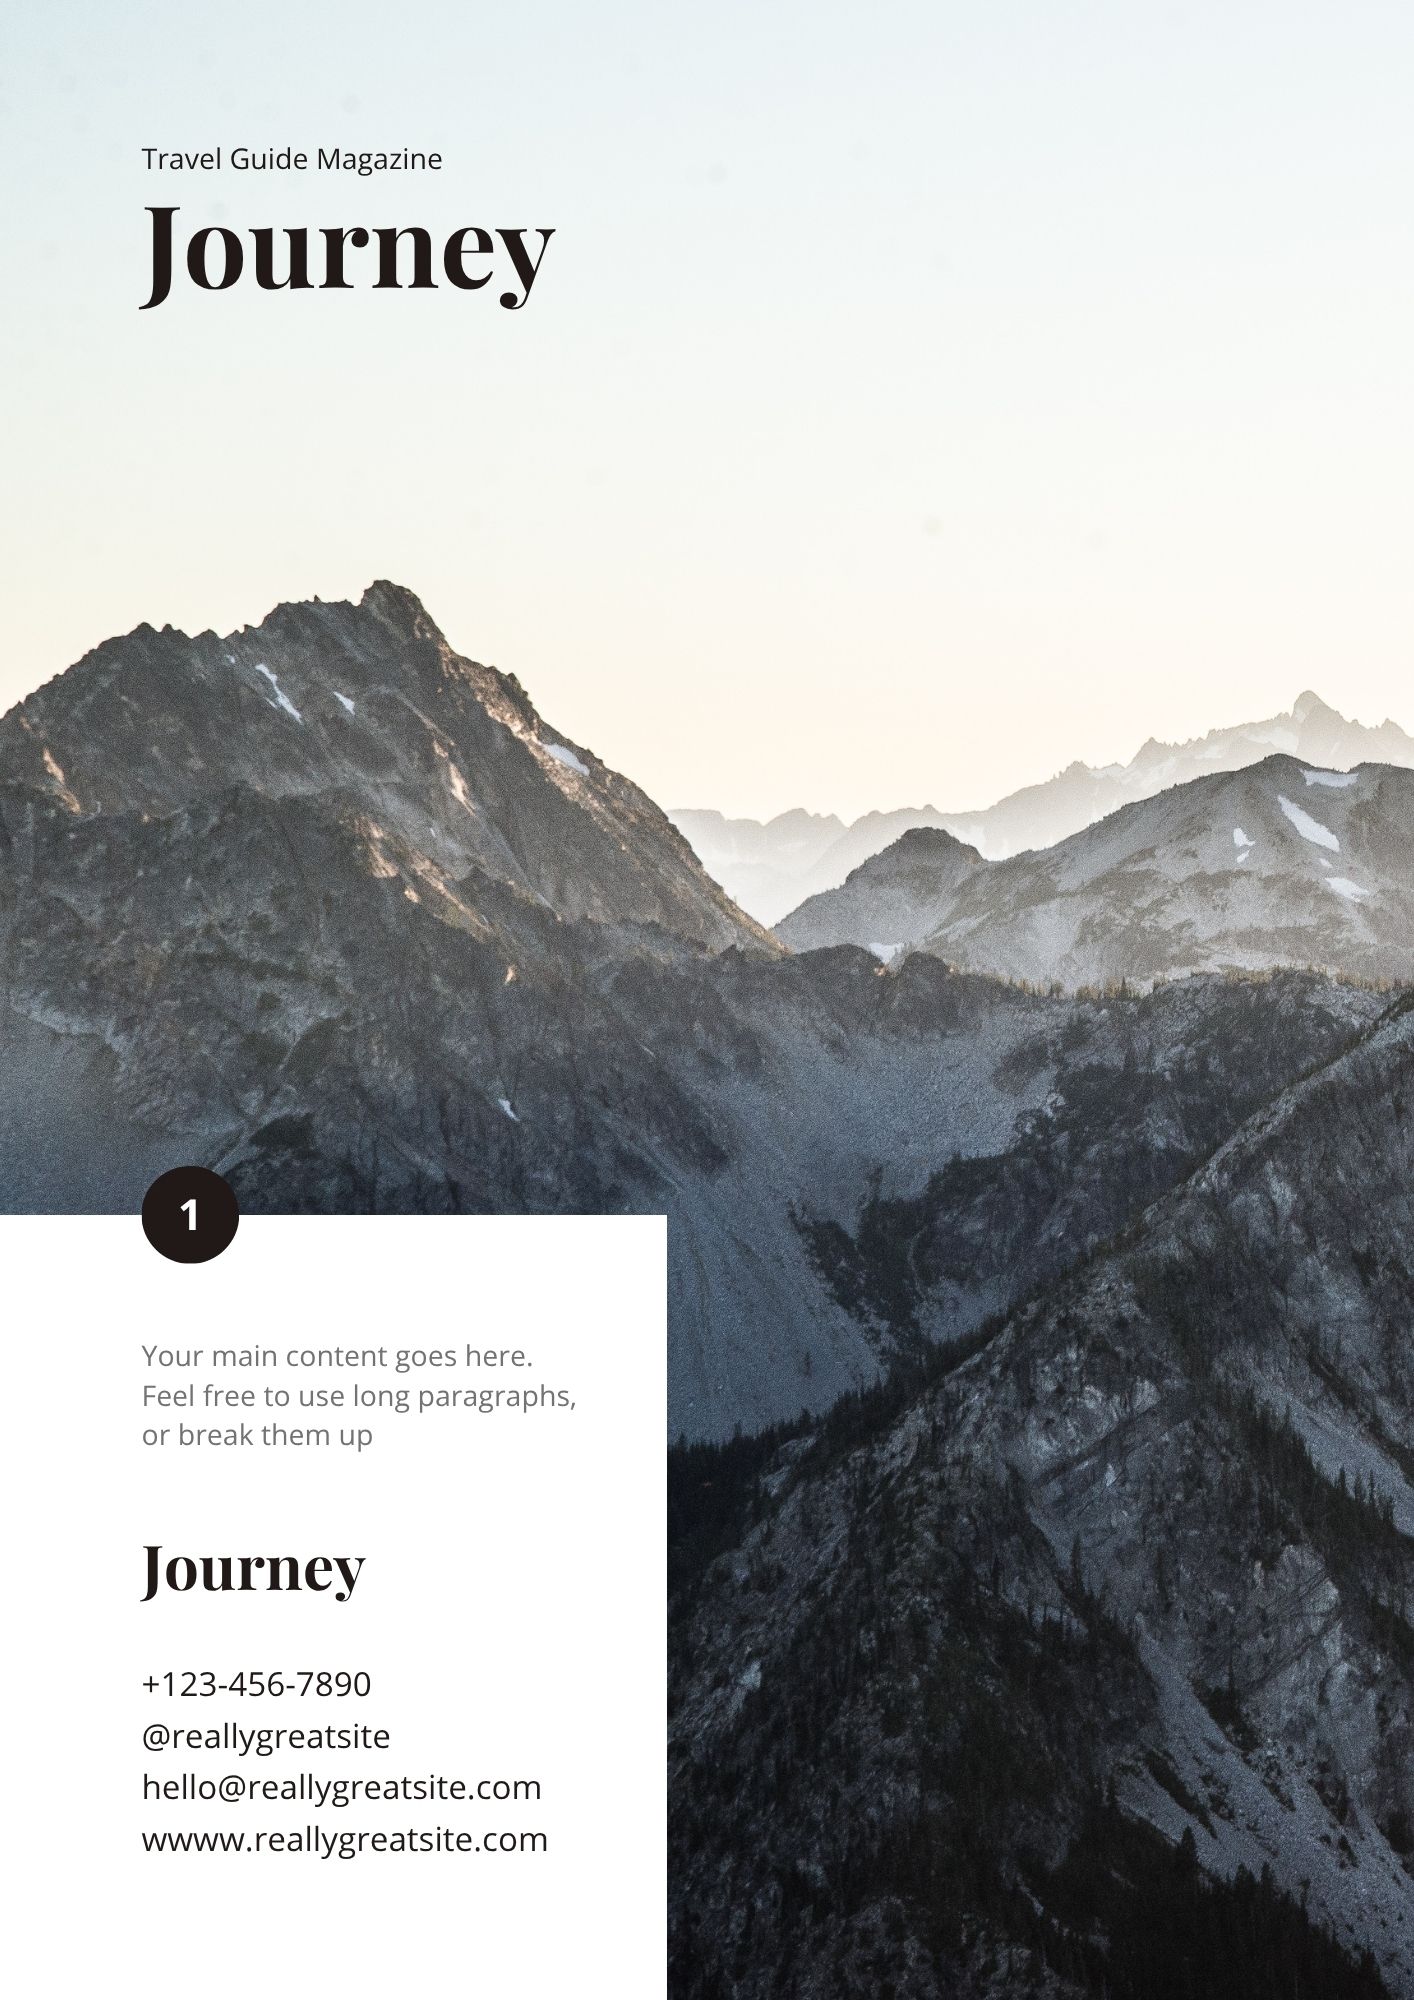 Travel Guide Magazine
Journey
1
Your main content goes here.
Feel free to use long paragraphs,
or break them up
Journey
+123-456-7890
@reallygreatsite
hello@reallygreatsite.com
wwww.reallygreatsite.com